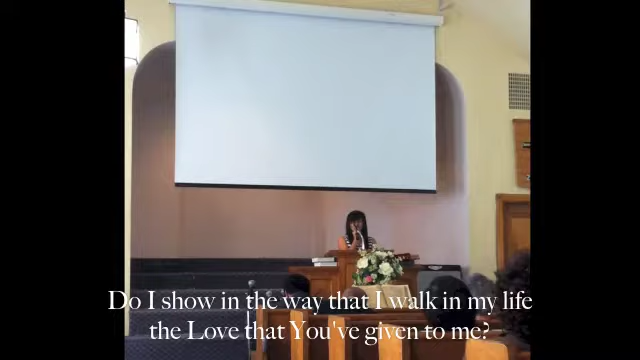 Do I show in the way that I walk in my life
the Love that You've given to me?